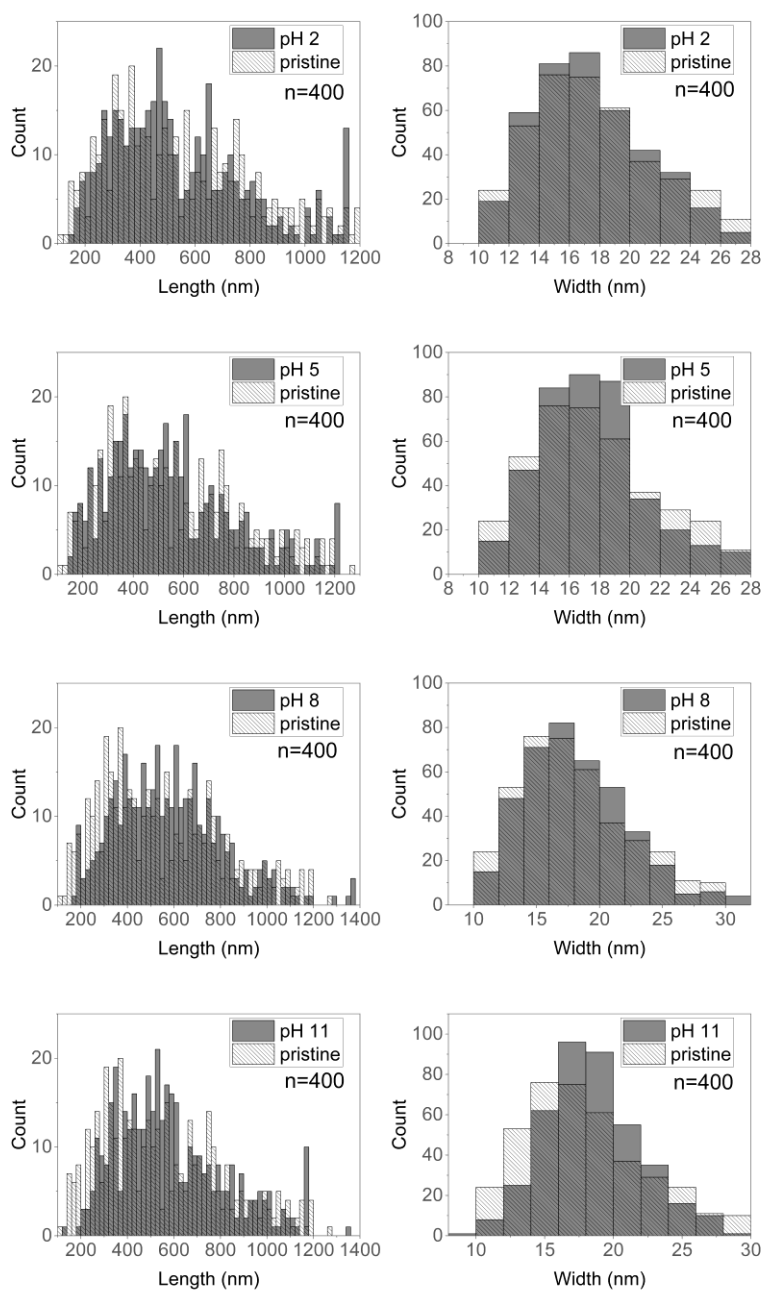 pH 2
pristine
n=400
20
10
0
Count
200 400 600 800 1000 1200
Length (nm)
pH 2
pristine
n=400
100
80
60
40
20
0
Count
8 10 12 14 16 18 20 22 24 26 28
Width (nm)
pH 5
pristine
n=400
20
10
0
Count
200 400 600 800 1000 1200
Length (nm)
pH 5
pristine
n=400
100
80
60
40
20
0
Count
8 10 12 14 16 18 20 22 24 26 28
Width (nm)
pH 8
pristine
n=400
20
10
0
Count
200 400 600 800 1000 1200 1400
Length (nm)
pH 8
pristine
n=400
100
80
60
40
20
0
Count
10 15 20 25 30
Width (nm)
pH 11
pristine
n=400
20
10
0
Count
200 400 600 800 1000 1200 1400
Length (nm)
pH 11
pristine
n=400
100
80
60
40
20
0
Count
10 15 20 25 30
Width (nm)